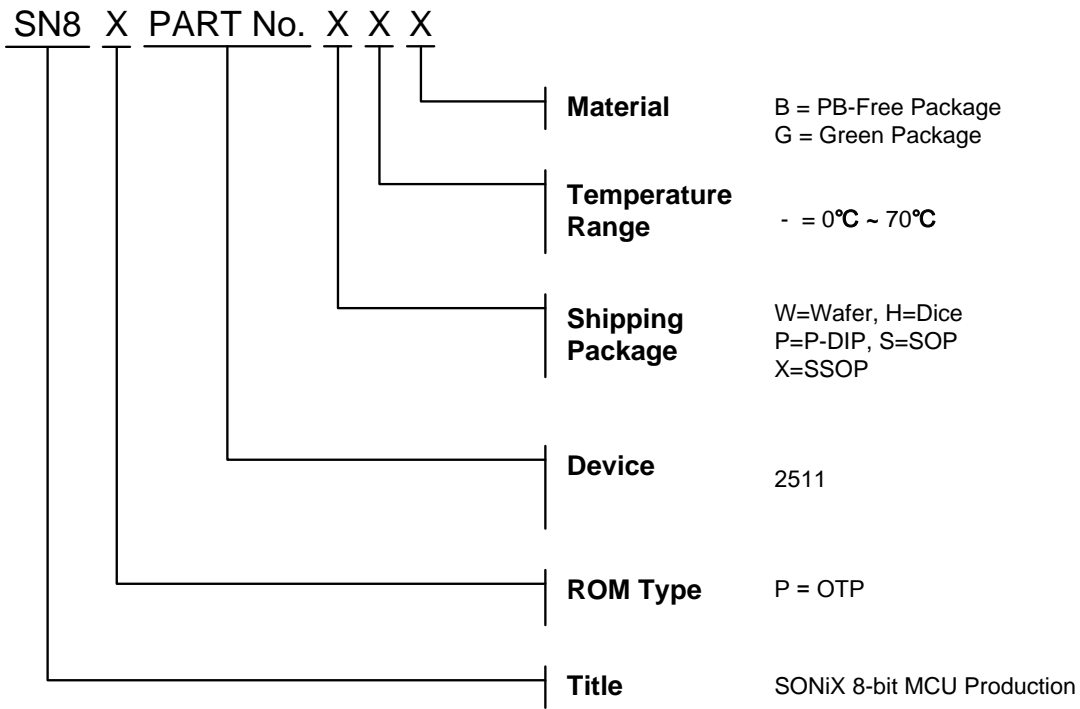 SN8 X PART No. X X X
Material
B = PB-Free Package
G = Green Package
Temperature
Range
- = 0℃ ~ 70℃
Shipping
Package
W=Wafer, H=Dice
P=P-DIP, S=SOP
X=SSOP
Device
2511
ROM Type
P = OTP
Title
SONiX 8-bit MCU Production